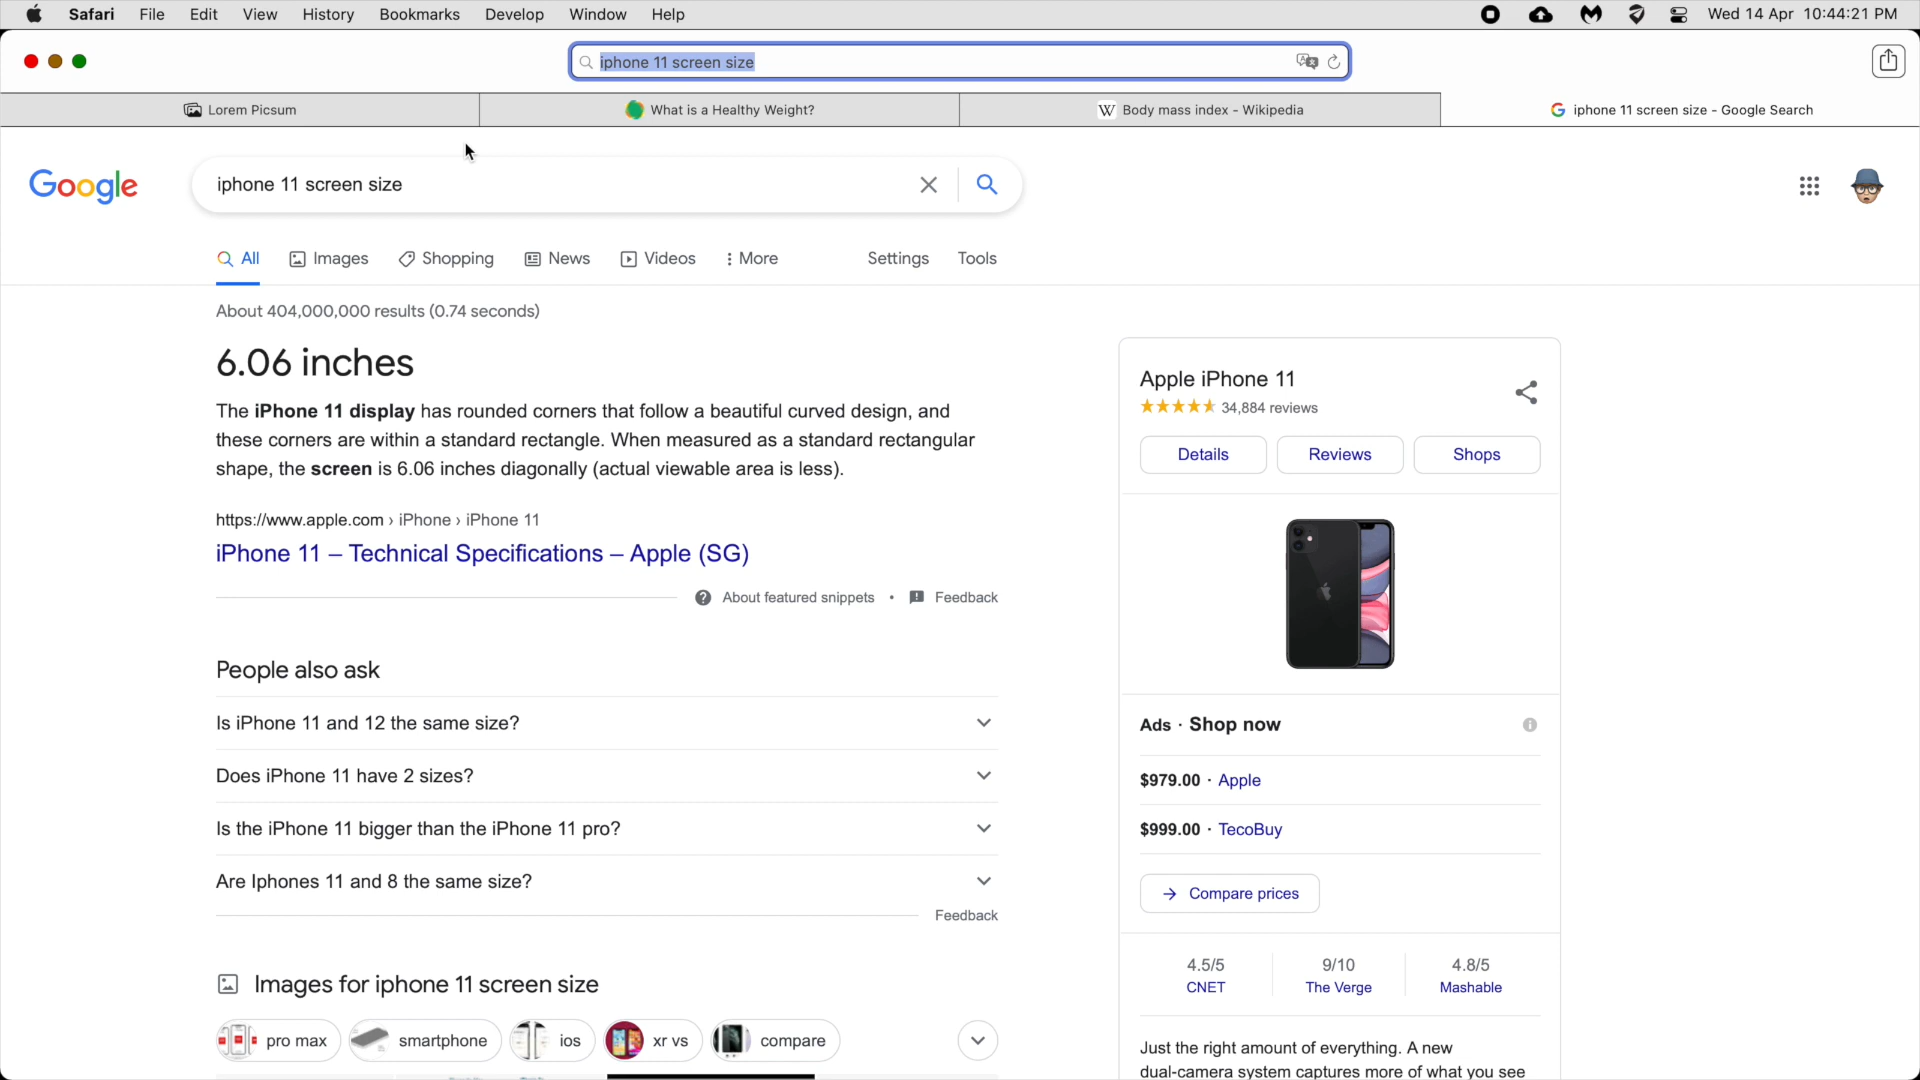 Safari File Edit View History Bookmarks Develop Window Help Wed 14 Apr 10:44:21 PM
iphone 11 screen size
Lorem Picsum
What is a Healthy Weight?
W Body mass index - Wikipedia
G iphone 11 screen size - Google Search
Google
iphone 11 screen size
All Images Shopping News Videos More Settings Tools
About 404,000,000 results (0.74 seconds)
6.06 inches
The iPhone 11 display has rounded corners that follow a beautiful curved design, and
these corners are within a standard rectangle. When measured as a standard rectangular
shape, the screen is 6.06 inches diagonally (actual viewable area is less).
https://www.apple.com › iPhone › iPhone 11
iPhone 11 – Technical Specifications – Apple (SG)
About featured snippets • Feedback
People also ask
Is iPhone 11 and 12 the same size?
Does iPhone 11 have 2 sizes?
Is the iPhone 11 bigger than the iPhone 11 pro?
Are Iphones 11 and 8 the same size?
Feedback
Images for iphone 11 screen size
pro max
smartphone
ios
xr vs
compare
Apple iPhone 11
34,884 reviews
Details
Reviews
Shops
Ads · Shop now
$979.00 · Apple
$999.00 · TecoBuy
Compare prices
4.5/5 9/10 4.8/5
CNET The Verge Mashable
Just the right amount of everything. A new
dual-camera system captures more of what you see